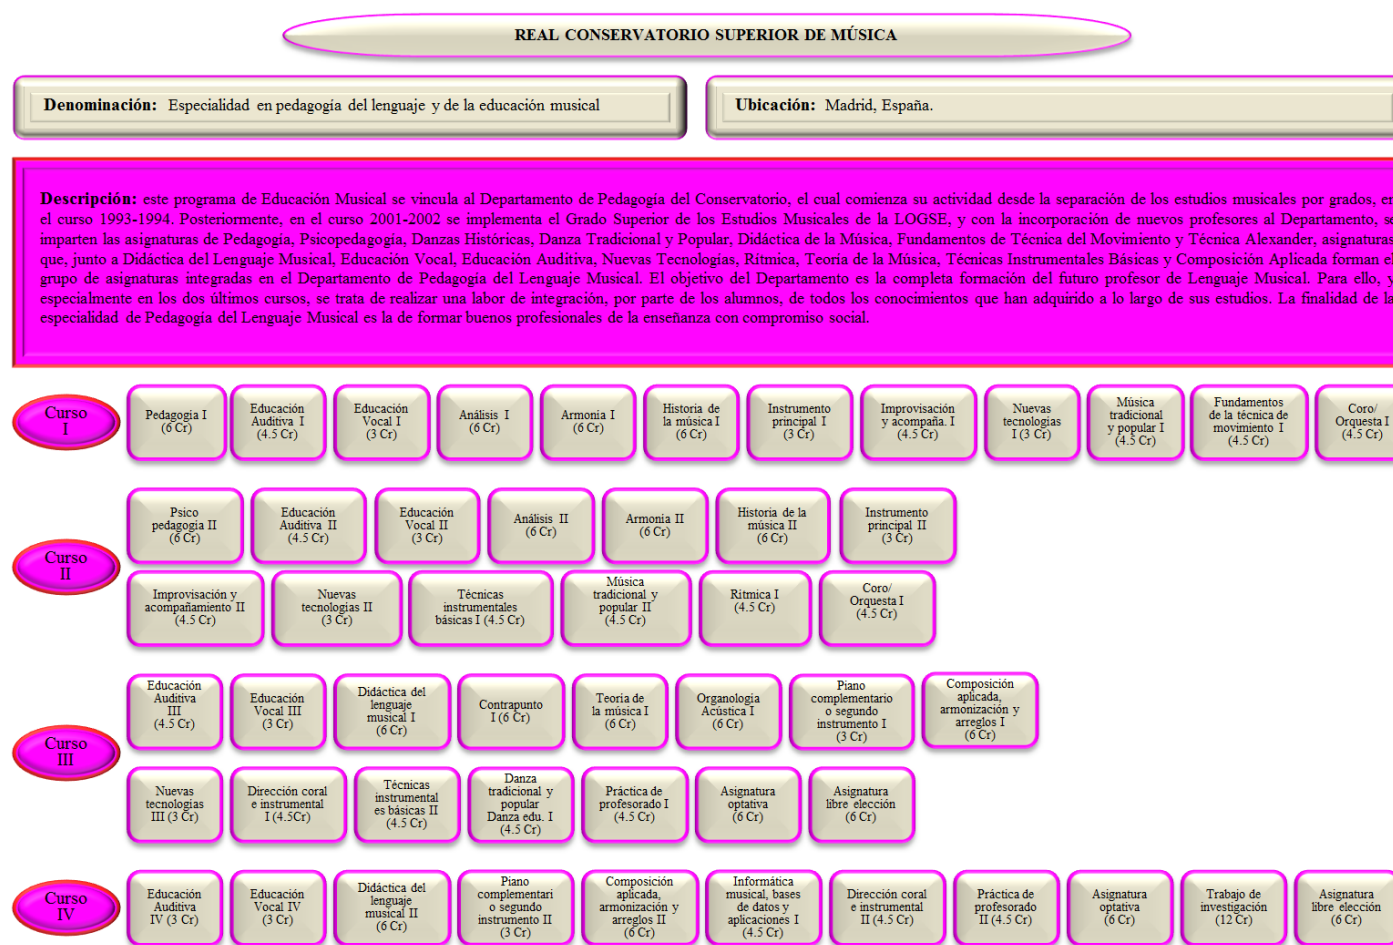 REAL CONSERVATORIO SUPERIOR DE MÚSICA
Denominación: Especialidad en pedagogía del lenguaje y de la educación musical
Ubicación: Madrid, España.
Descripción: este programa de Educación Musical se vincula al Departamento de Pedagogía del Conservatorio, el cual comienza su actividad desde la separación de los estudios musicales por grados, en
el curso 1993-1994. Posteriormente, en el curso 2001-2002 se implementa el Grado Superior de los Estudios Musicales de la LOGSE, y con la incorporación de nuevos profesores al Departamento, se
imparten las asignaturas de Pedagogía, Psicopedagogía, Danzas Históricas, Danza Tradicional y Popular, Didáctica de la Música, Fundamentos de Técnica del Movimiento y Técnica Alexander, asignaturas
que, junto a Didáctica del Lenguaje Musical, Educación Vocal, Educación Auditiva, Nuevas Tecnologías, Rítmica, Teoría de la Música, Técnicas Instrumentales Básicas y Composición Aplicada forman el
grupo de asignaturas integradas en el Departamento de Pedagogía del Lenguaje Musical. El objetivo del Departamento es la completa formación del futuro profesor de Lenguaje Musical. Para ello, y
especialmente en los dos últimos cursos, se trata de realizar una labor de integración, por parte de los alumnos, de todos los conocimientos que han adquirido a lo largo de sus estudios. La finalidad de la
especialidad de Pedagogía del Lenguaje Musical es la de formar buenos profesionales de la enseñanza con compromiso social.
Curso
I
Pedagogía I
(6 Cr)
Educación
Auditiva I
(4.5 Cr)
Educación
Vocal I
(3 Cr)
Análisis I
(6 Cr)
Armonía I
(6 Cr)
Historia de
la música I
(6 Cr)
Instrumento
principal I
(3 Cr)
Improvisación
y acompaña. I
(4.5 Cr)
Nuevas
tecnologías
I (3 Cr)
Música
tradicional
y popular I
(4.5 Cr)
Fundamentos
de la técnica de
movimiento I
(4.5 Cr)
Coro/
Orquesta I
(4.5 Cr)
Curso
II
Psico
pedagogía II
(6 Cr)
Educación
Auditiva II
(4.5 Cr)
Educación
Vocal II
(3 Cr)
Análisis II
(6 Cr)
Armonía II
(6 Cr)
Historia de la
música II
(6 Cr)
Instrumento
principal II
(3 Cr)
Improvisación y
acompañamiento II
(4.5 Cr)
Nuevas
tecnologías II
(3 Cr)
Técnicas
instrumentales
básicas I (4.5 Cr)
Música
tradicional y
popular II
(4.5 Cr)
Rítmica I
(4.5 Cr)
Coro/
Orquesta I
(4.5 Cr)
Curso
III
Educación
Auditiva
III
(4.5 Cr)
Educación
Vocal III
(3 Cr)
Didáctica del
lenguaje
musical I
(6 Cr)
Contrapunto
I (6 Cr)
Teoría de
la música I
(6 Cr)
Organología
Acústica I
(6 Cr)
Piano
complementario
o segundo
instrumento I
(3 Cr)
Composición
aplicada,
armonización y
arreglos I
(6 Cr)
Nuevas
tecnologías
III (3 Cr)
Dirección coral
e instrumental
I (4.5Cr)
Técnicas
instrumental
es básicas II
(4.5 Cr)
Danza
tradicional y
popular
Danza edu. I
(4.5 Cr)
Práctica de
profesorado I
(4.5 Cr)
Asignatura
optativa
(6 Cr)
Asignatura
libre elección
(6 Cr)
Curso
IV
Educación
Auditiva
IV (3 Cr)
Educación
Vocal IV
(3 Cr)
Didáctica del
lenguaje
musical II
(6 Cr)
Piano
complementari
o segundo
instrumento II
(3 Cr)
Composición
aplicada,
armonización y
arreglos II
(6 Cr)
Informática
musical, bases
de datos y
aplicaciones I
(4.5 Cr)
Dirección coral
e instrumental
II (4.5 Cr)
Práctica de
profesorado
II (4.5 Cr)
Asignatura
optativa
(6 Cr)
Trabajo de
investigación
(12 Cr)
Asignatura
libre elección
(6 Cr)